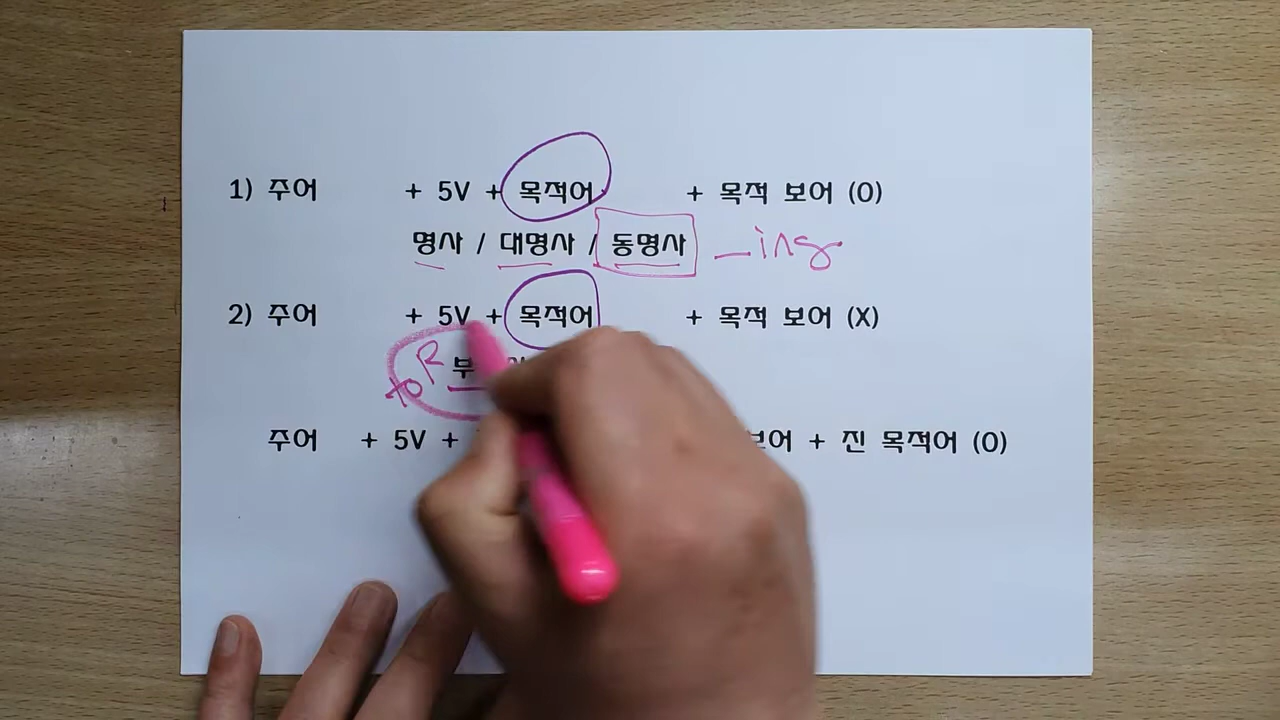 1) 주어 + 5V + 목적어 + 목적 보어 (O)
명사 / 대명사 / 동명사 _ing
2) 주어 + 5V + 목적어 + 목적 보어 (X)
to R
주어 + 5V + 보어 + 진 목적어 (O)